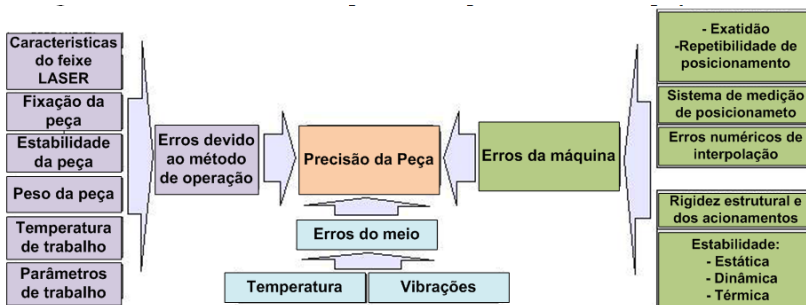 Caracteristicas
do feixe
LASER
Fixação da
peça
Estabilidade
da peça
Peso da peça
Temperatura
de trabalho
Parâmetros
de trabalho
Erros devido
ao método
de operação
Precisão da Peça
Erros do meio
Temperatura
Vibrações
Erros da máquina
- Exatidão
-Repetibilidade de
posicionamento
Sistema de medição
de posicionameto
Erros numéricos de
interpolação
Rigidez estrutural e
dos acionamentos
Estabilidade:
- Estática
- Dinâmica
- Térmica